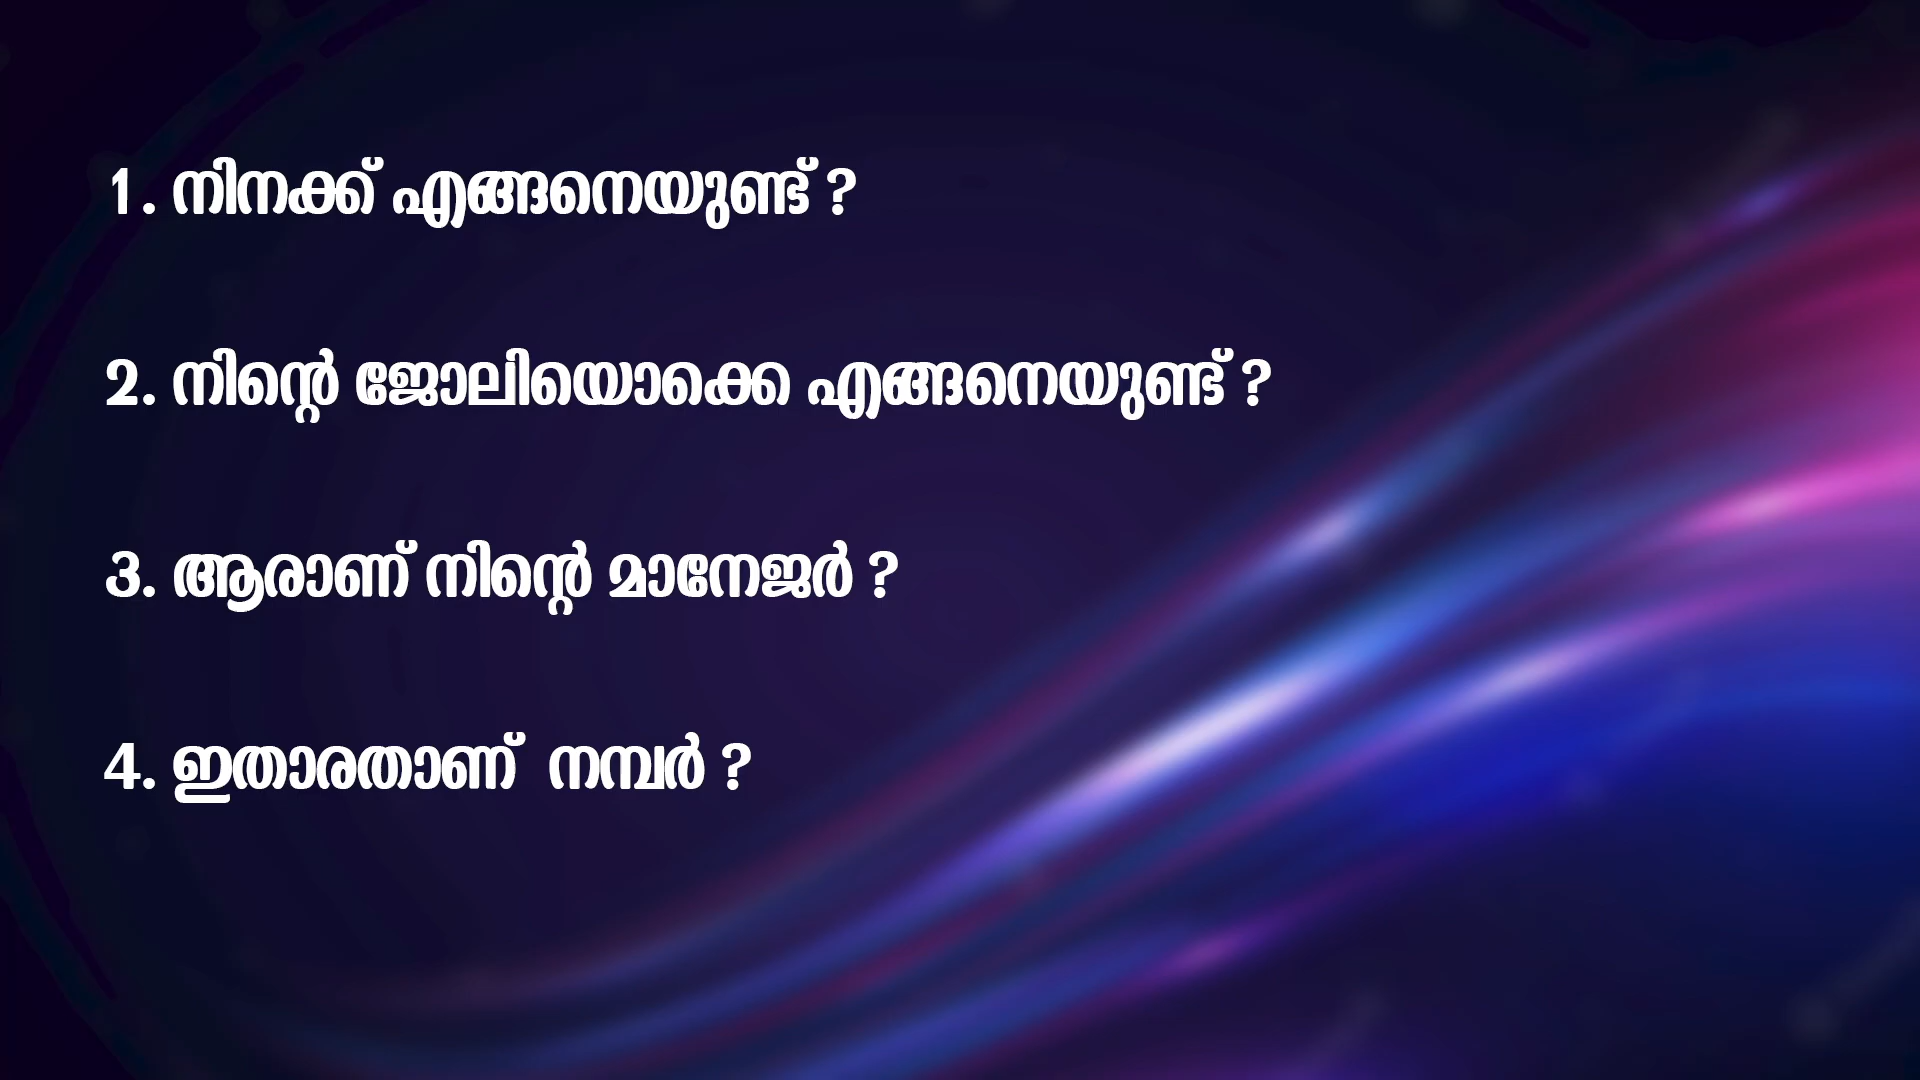 1. നിനക്ക് എങ്ങനെയുണ്ട് ?
2. നിന്റെ ജോലിയൊക്കെ എങ്ങനെയുണ്ട് ?
3. ആരാണ് നിന്റെ മാനേജർ ?
4. ഇതാരതാണ് നമ്പർ ?